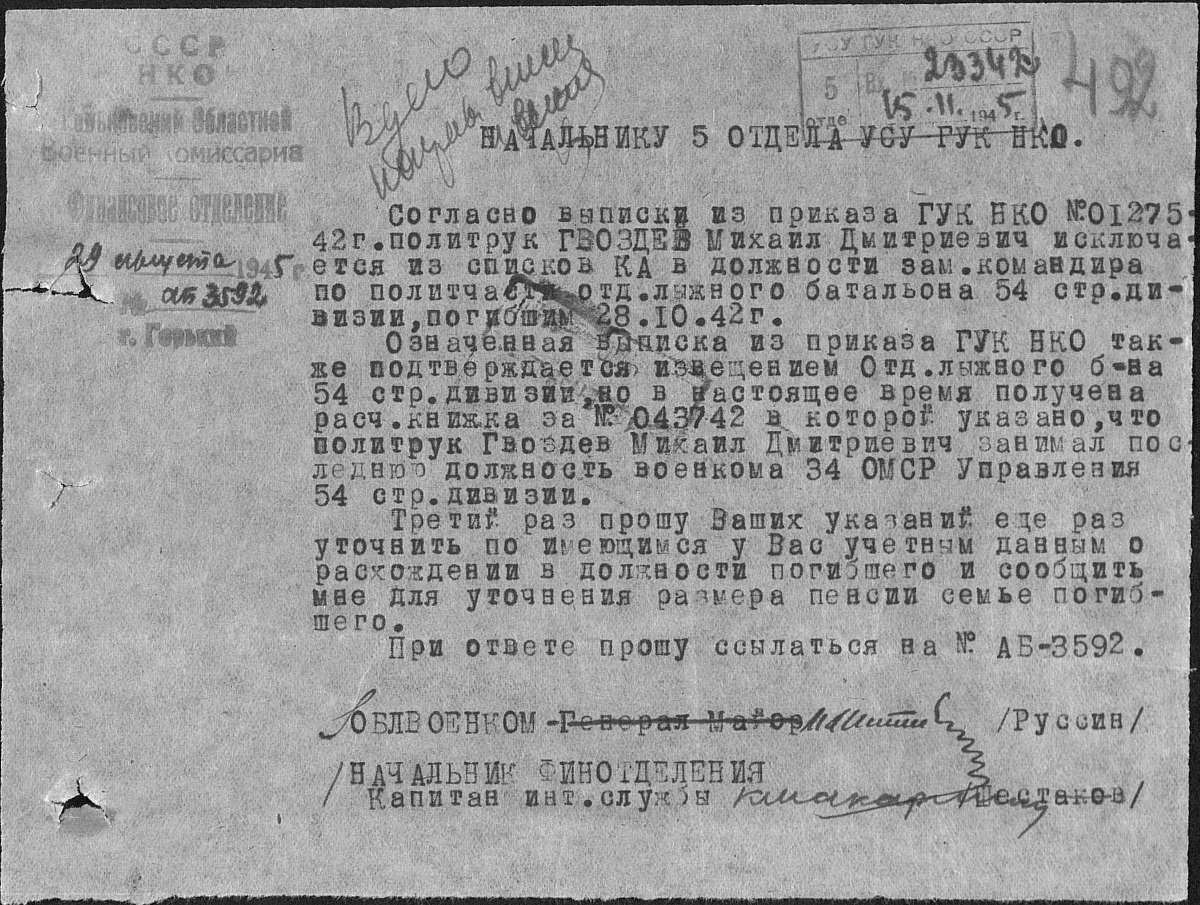 СССР
НКО
Горьковский Областной
Военный Комиссариат
Финансовое отделение
29 августа 1945 г
№ аб 3592
г. Горький
В дело
УСУ ГУК НКО СССР
5 Вх. № 23342
отде 15.11. 1945 г.
492
НАЧАЛЬНИКУ 5 ОТДЕЛА УСУ ГУК НКО.
Согласно выписки из приказа ГУК НКО №01275-
42г.политрук ГВОЗДЕВ Михаил Дмитриевич исключа-
ется из списков КА в должности зам.командира
по политчасти отд.лыжного батальона 54 стр.ди-
визии,погибшим 28.10.42г.
Означенная выписка из приказа ГУК НКО так-
же подтверждается извещением Отд.лыжного б-на
54 стр.дивизии,но в настоящее время получена
расч.книжка за № 043742 в которой указано,что
политрук Гвоздев Михаил Дмитриевич занимал пос
леднюю должность военкома 34 ОМСР Управления
54 стр.дивизии.
Третий раз прошу Ваших указаний еще раз
уточнить по имеющимся у Вас учетным данным о
расхождении в должности погибшего и сообщить
мне для уточнения размера пенсии семье погиб-
шего.
При ответе прошу ссылаться на № АБ-3592.
ОБЛВОЕНКОМ-Генерал Майор /Руссин/
/НАЧАЛЬНИК ФИНОТДЕЛЕНИЯ
Капитан инт.службы /Шестаков/